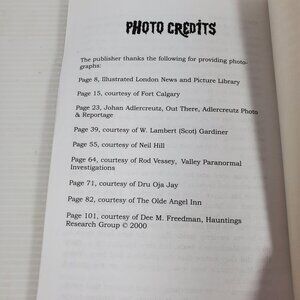 PHOTO CREDITS
The publisher thanks the following for providing photo-
graphs:
Page 8, Illustrated London News and Picture Library
Page 15, courtesy of Fort Calgary
Page 23, Johan Adlercreutz, Out There, Adlercreutz Photo
& Reportage
Page 39, courtesy of W. Lambert (Scot) Gardiner
Page 55, courtesy of Neil Hill
Page 64, courtesy of Rod Vessey, Valley Paranormal
Investigations
Page 71, courtesy of Dru Oja Jay
Page 82, courtesy of The Olde Angel Inn
Page 101, courtesy of Dee M. Freedman, Hauntings
Research Group © 2000